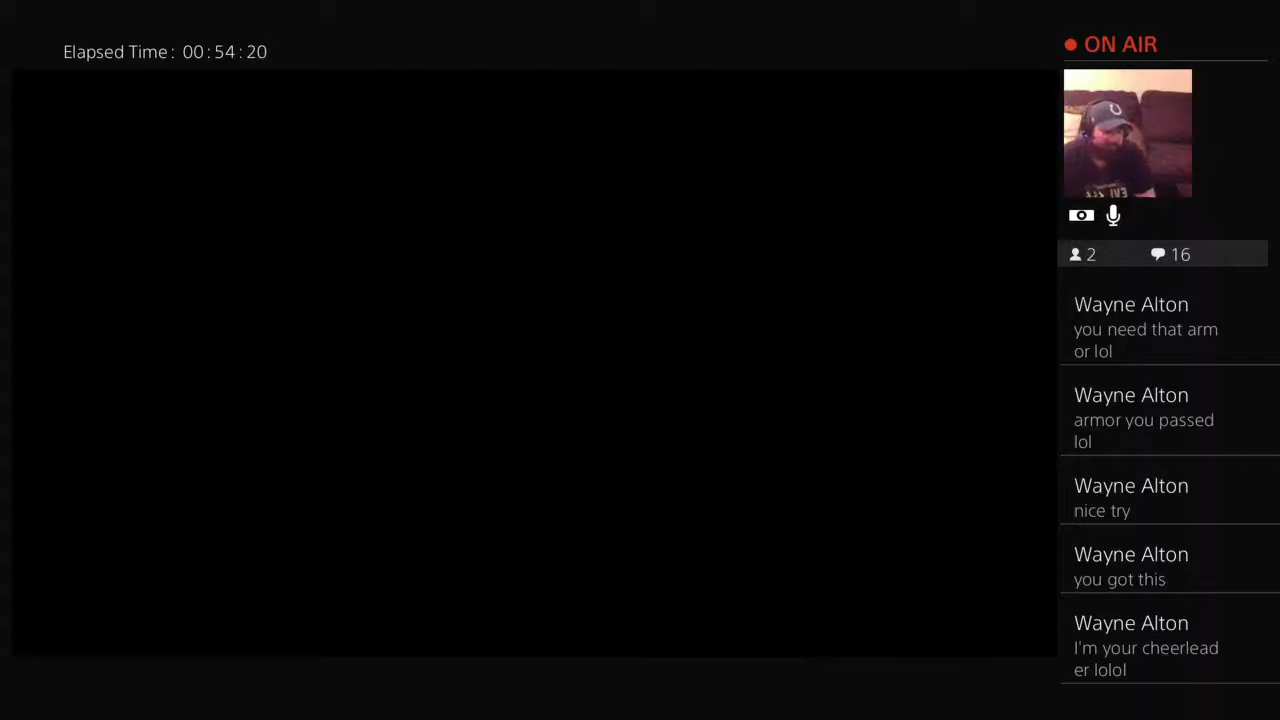 Elapsed Time: 00:54:20
ON AIR
2 16
Wayne Alton
you need that arm
or lol
Wayne Alton
armor you passed
lol
Wayne Alton
nice try
Wayne Alton
you got this
Wayne Alton
I'm your cheerlead
er lolol